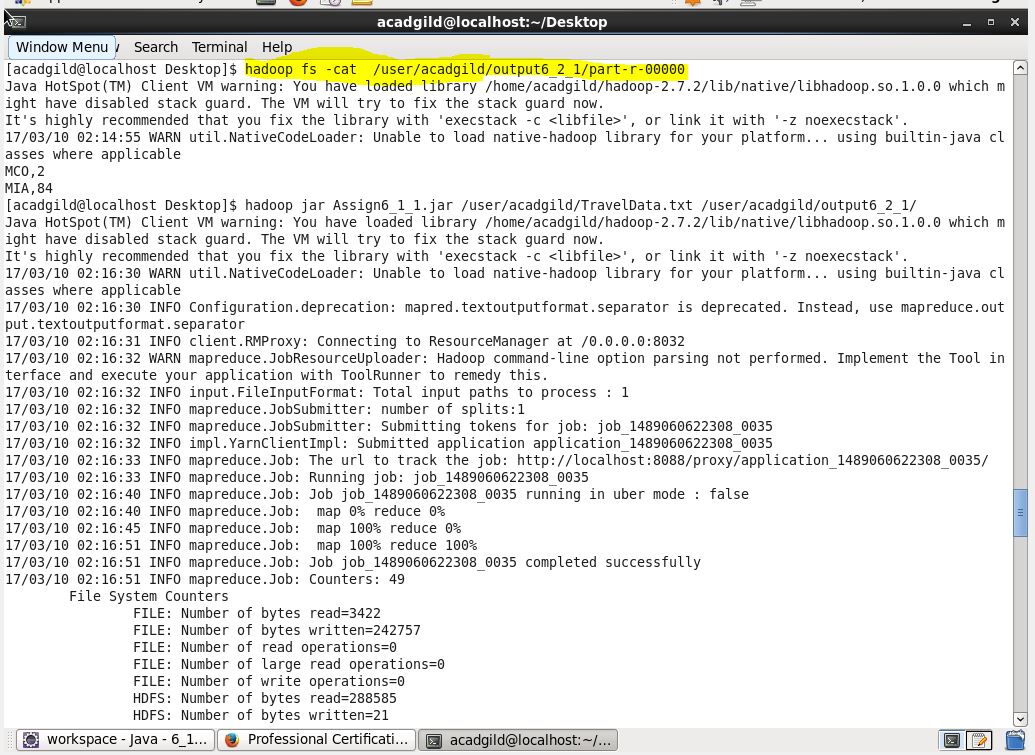 acadgild@localhost:~/Desktop
Window Menu Search Terminal Help
[acadgild@localhost Desktop]$ hadoop fs -cat  /user/acadgild/output6_2_1/part-r-00000
Java HotSpot(TM) Client VM warning: You have loaded library /home/acadgild/hadoop-2.7.2/lib/native/libhadoop.so.1.0.0 which m
ight have disabled stack guard. The VM will try to fix the stack guard now.
It's highly recommended that you fix the library with 'execstack -c <libfile>', or link it with '-z noexecstack'.
17/03/10 02:14:55 WARN util.NativeCodeLoader: Unable to load native-hadoop library for your platform... using builtin-java cl
asses where applicable
MCO,2
MIA,84
[acadgild@localhost Desktop]$ hadoop jar Assign6_1_1.jar /user/acadgild/TravelData.txt /user/acadgild/output6_2_1/
Java HotSpot(TM) Client VM warning: You have loaded library /home/acadgild/hadoop-2.7.2/lib/native/libhadoop.so.1.0.0 which m
ight have disabled stack guard. The VM will try to fix the stack guard now.
It's highly recommended that you fix the library with 'execstack -c <libfile>', or link it with '-z noexecstack'.
17/03/10 02:16:30 WARN util.NativeCodeLoader: Unable to load native-hadoop library for your platform... using builtin-java cl
asses where applicable
17/03/10 02:16:30 INFO Configuration.deprecation: mapred.textoutputformat.separator is deprecated. Instead, use mapreduce.out
put.textoutputformat.separator
17/03/10 02:16:31 INFO client.RMProxy: Connecting to ResourceManager at /0.0.0.0:8032
17/03/10 02:16:32 WARN mapreduce.JobResourceUploader: Hadoop command-line option parsing not performed. Implement the Tool in
terface and execute your application with ToolRunner to remedy this.
17/03/10 02:16:32 INFO input.FileInputFormat: Total input paths to process : 1
17/03/10 02:16:32 INFO mapreduce.JobSubmitter: number of splits:1
17/03/10 02:16:32 INFO mapreduce.JobSubmitter: Submitting tokens for job: job_1489060622308_0035
17/03/10 02:16:32 INFO impl.YarnClientImpl: Submitted application application_1489060622308_0035
17/03/10 02:16:33 INFO mapreduce.Job: The url to track the job: http://localhost:8088/proxy/application_1489060622308_0035/
17/03/10 02:16:33 INFO mapreduce.Job: Running job: job_1489060622308_0035
17/03/10 02:16:40 INFO mapreduce.Job: Job job_1489060622308_0035 running in uber mode : false
17/03/10 02:16:40 INFO mapreduce.Job:  map 0% reduce 0%
17/03/10 02:16:45 INFO mapreduce.Job:  map 100% reduce 0%
17/03/10 02:16:51 INFO mapreduce.Job:  map 100% reduce 100%
17/03/10 02:16:51 INFO mapreduce.Job: Job job_1489060622308_0035 completed successfully
17/03/10 02:16:51 INFO mapreduce.Job: Counters: 49
File System Counters
FILE: Number of bytes read=3422
FILE: Number of bytes written=242757
FILE: Number of read operations=0
FILE: Number of large read operations=0
FILE: Number of write operations=0
HDFS: Number of bytes read=288585
HDFS: Number of bytes written=21
workspace - Java - 6_1... Professional Certificati... acadgild@localhost:~/...